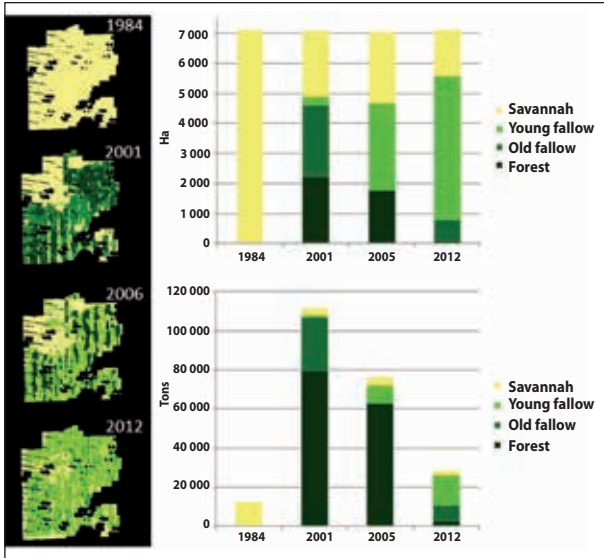 1984
2001
2006
2012
7 000
6 000
5 000
4 000
3 000
2 000
1 000
0
Ha
1984 2001 2005 2012
Savannah
Young fallow
Old fallow
Forest
120 000
100 000
80 000
60 000
40 000
20 000
0
Tons
1984 2001 2005 2012
Savannah
Young fallow
Old fallow
Forest